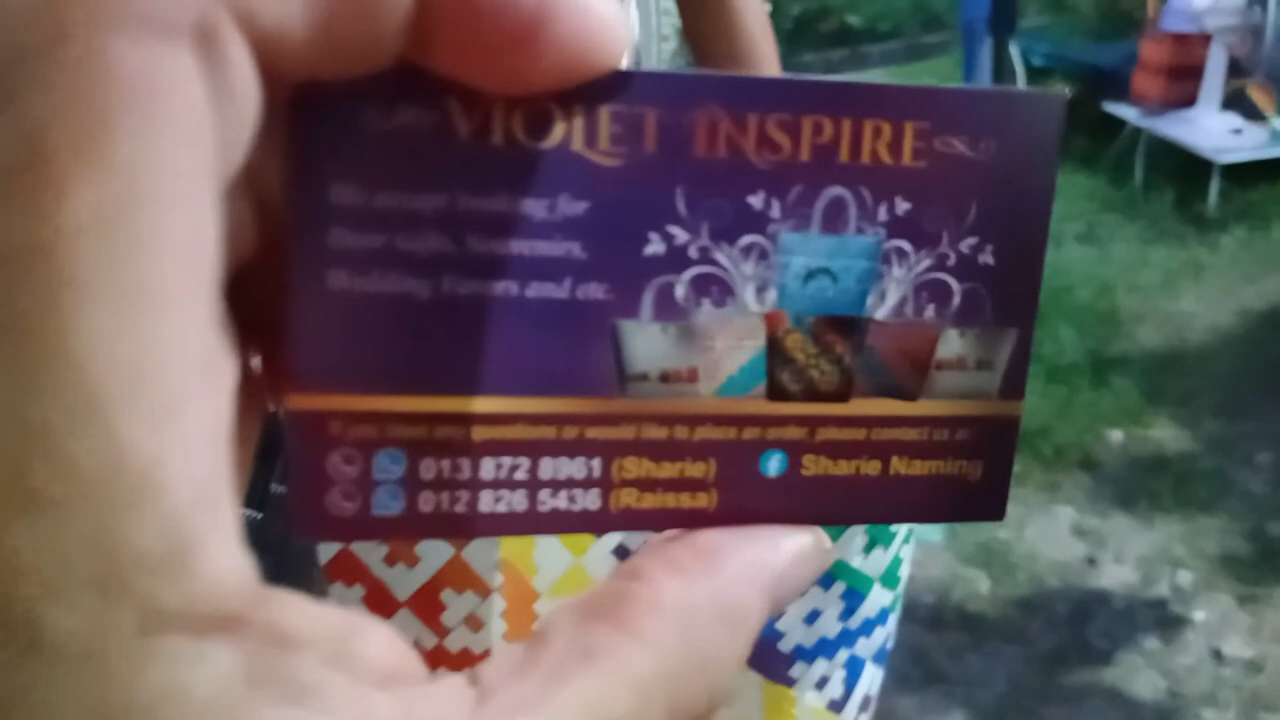 VIOLET INSPIRE
We accept booking for
Door Gifts, Souvenirs,
Wedding Favors and etc.
If you have any questions or would like to place an order, please contact us at
013 872 8961 (Sharie)
Sharie Naming
012 826 5436 (Raissa)